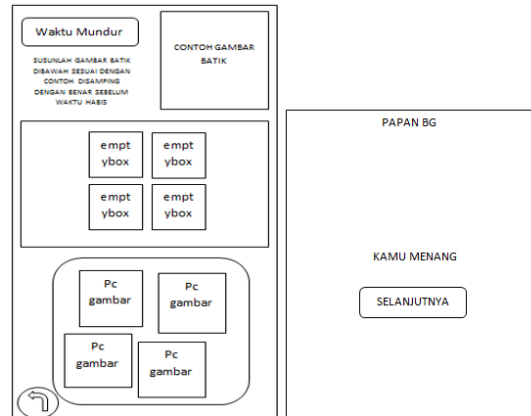 Waktu Mundur
SUSUNLAH GAMBAR BATIK
DIBAWAH SESUAI DENGAN
CONTOH DISAMPING
DENGAN BENAR SEBELUM
WAKTU HABIS
CONTOH GAMBAR
BATIK
empt
ybox
empt
ybox
empt
ybox
empt
ybox
Pc
gambar
Pc
gambar
Pc
gambar
Pc
gambar
PAPAN BG
KAMU MENANG
SELANJUTNYA